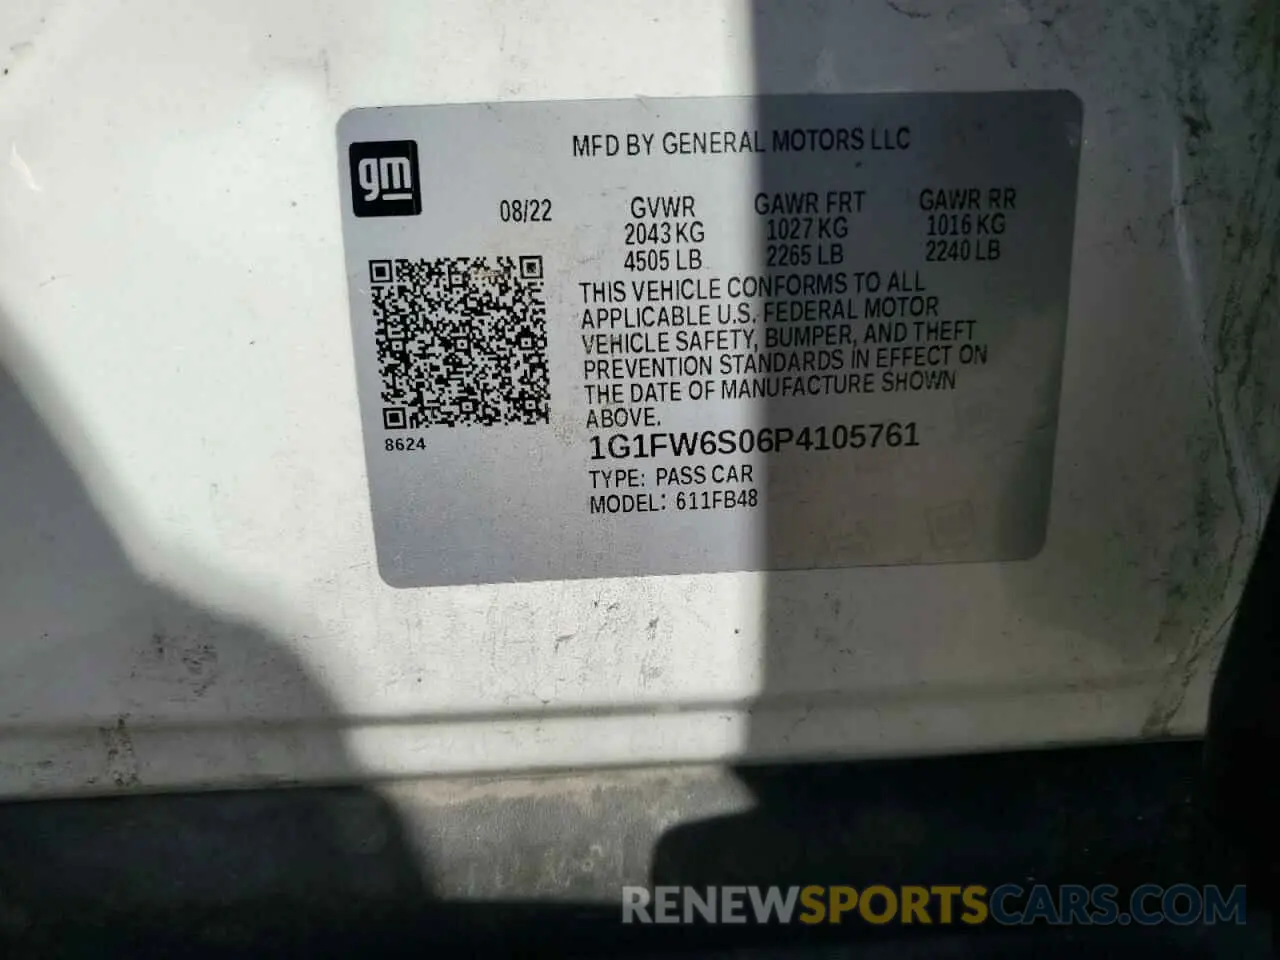 gm
MFD BY GENERAL MOTORS LLC
08/22
GVWR GAWR FRT GAWR RR
2043 KG 1027 KG 1016 KG
4505 LB 2265 LB 2240 LB
THIS VEHICLE CONFORMS TO ALL
APPLICABLE U.S. FEDERAL MOTOR
VEHICLE SAFETY, BUMPER, AND THEFT
PREVENTION STANDARDS IN EFFECT ON
THE DATE OF MANUFACTURE SHOWN
ABOVE.
8624
1G1FW6S06P4105761
TYPE: PASS CAR
MODEL: 611FB48
RENEWSPORTSCARS.COM